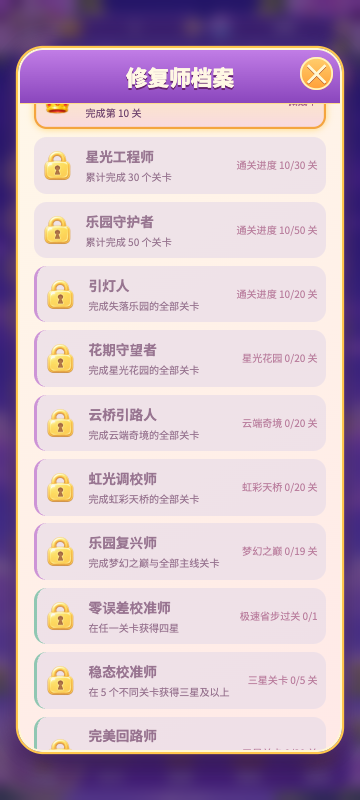 修复师档案
完成第 10 关
星光工程师
累计完成 30 个关卡
通关进度 10/30 关
乐园守护者
累计完成 50 个关卡
通关进度 10/50 关
引灯人
完成失落乐园的全部关卡
通关进度 10/20 关
花期守望者
完成星光花园的全部关卡
星光花园 0/20 关
云桥引路人
完成云端奇境的全部关卡
云端奇境 0/20 关
虹光调校师
完成虹彩天桥的全部关卡
虹彩天桥 0/20 关
乐园复兴师
完成梦幻之巅与全部主线关卡
梦幻之巅 0/19 关
零误差校准师
在任一关卡获得四星
极速省步过关 0/1
稳态校准师
在 5 个不同关卡获得三星及以上
三星关卡 0/5 关
完美回路师